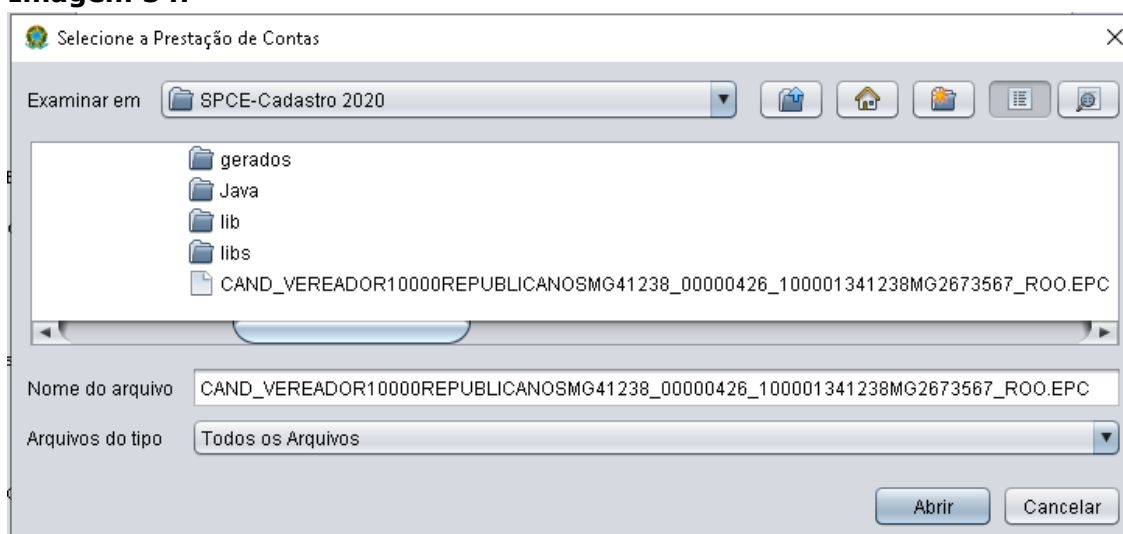 Selecione a Prestação de Contas
Examinar em SPCE-Cadastro 2020
gerados
Java
lib
libs
CAND_VEREADOR10000REPUBLICANOSMG41238_00000426_100001341238MG2673567_ROO.EPC
Nome do arquivo CAND_VEREADOR10000REPUBLICANOSMG41238_00000426_100001341238MG2673567_ROO.EPC
Arquivos do tipo Todos os Arquivos
Abrir Cancelar